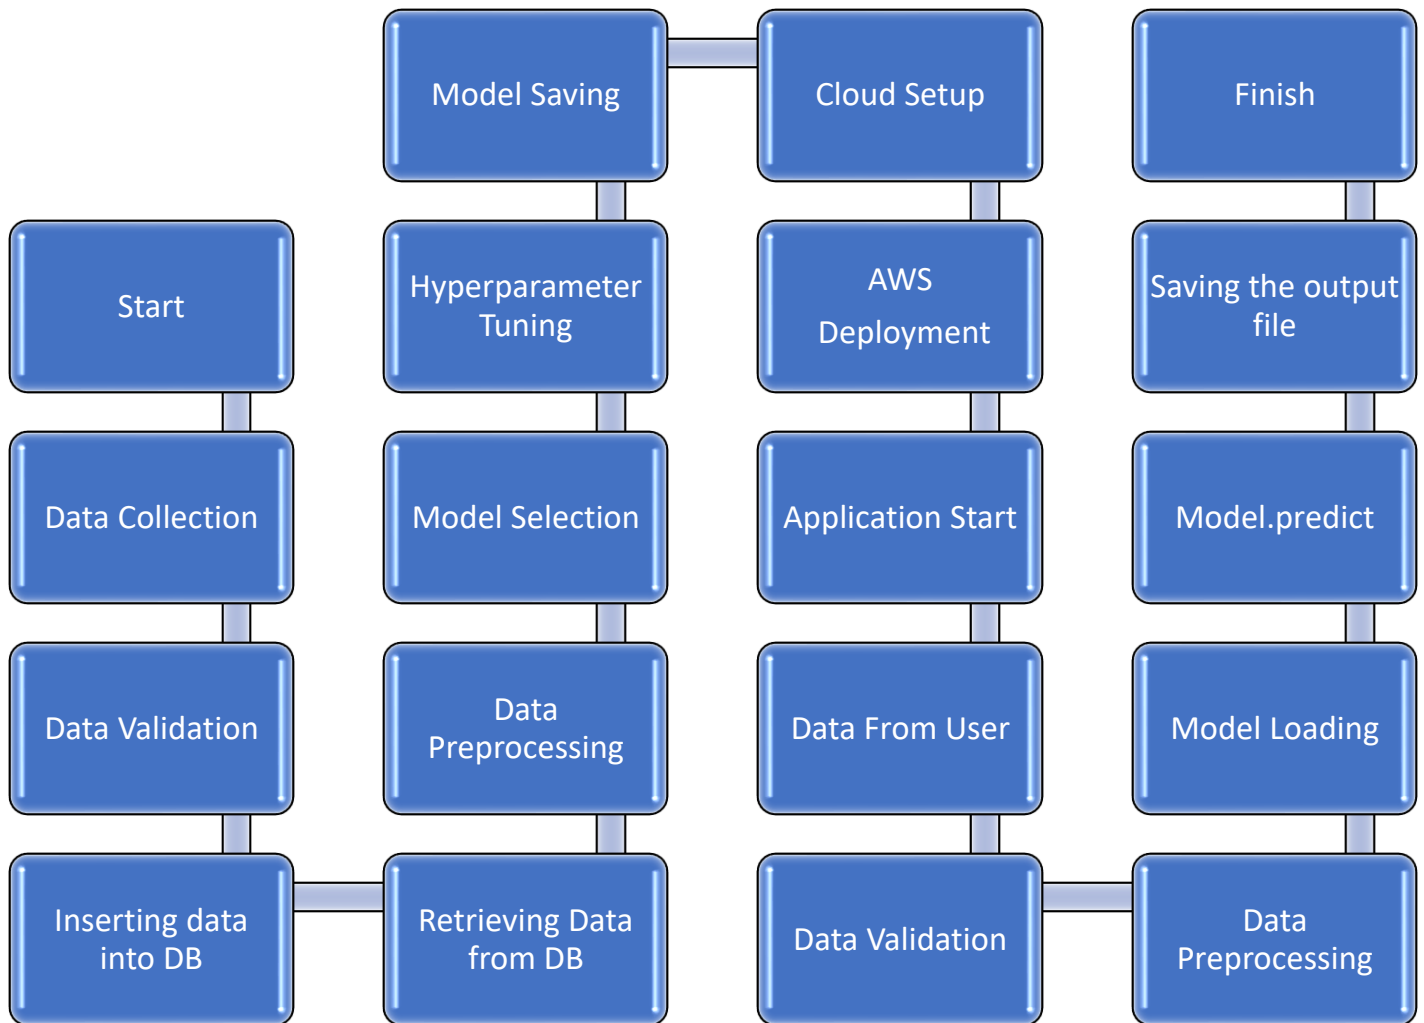 Start
Data Collection
Data Validation
Inserting data
into DB
Retrieving Data
from DB
Data
Preprocessing
Model Selection
Hyperparameter
Tuning
Model Saving
Cloud Setup
AWS
Deployment
Application Start
Data From User
Data Validation
Data
Preprocessing
Model Loading
Model.predict
Saving the output
file
Finish